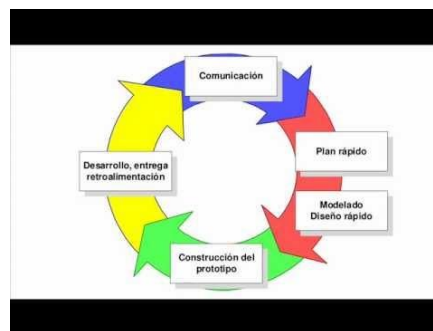 Comunicación
Plan rápido
Modelado
Diseño rápido
Construcción del
prototipo
Desarrollo, entrega
retroalimentación